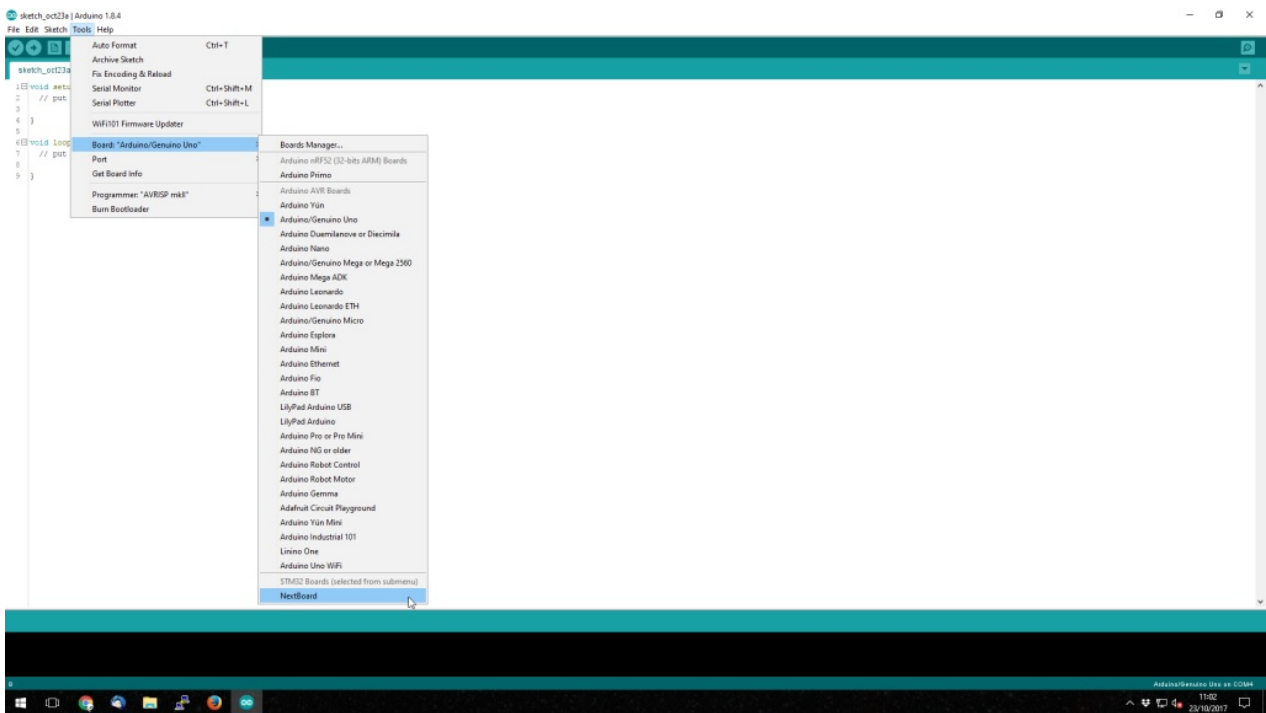 sketch_oct23a | Arduino 1.8.4
File Edit Sketch Tools Help
sketch_oct23a
Auto Format Ctrl+T
Archive Sketch
Fix Encoding & Reload
Serial Monitor Ctrl+Shift+M
Serial Plotter Ctrl+Shift+L
WiFi101 Firmware Updater
Board: "Arduino/Genuino Uno"
Port
Get Board Info
Programmer: "AVRISP mkII"
Burn Bootloader
1 void setu
2 // put
3
4 }
5
6 void loop
7 // put
8
9 }
Boards Manager...
Arduino nRF52 (32-bits ARM) Boards
Arduino Primo
Arduino AVR Boards
Arduino Yún
Arduino/Genuino Uno
Arduino Duemilanove or Diecimila
Arduino Nano
Arduino/Genuino Mega or Mega 2560
Arduino Mega ADK
Arduino Leonardo
Arduino Leonardo ETH
Arduino/Genuino Micro
Arduino Esplora
Arduino Mini
Arduino Ethernet
Arduino Fio
Arduino BT
LilyPad Arduino USB
LilyPad Arduino
Arduino Pro or Pro Mini
Arduino NG or older
Arduino Robot Control
Arduino Robot Motor
Arduino Gemma
Adafruit Circuit Playground
Arduino Yún Mini
Arduino Industrial 101
Linino One
Arduino Uno WiFi
STM32 Boards (selected from submenu)
NextBoard
Arduino/Genuino Uno on COM4
11:02
23/10/2017